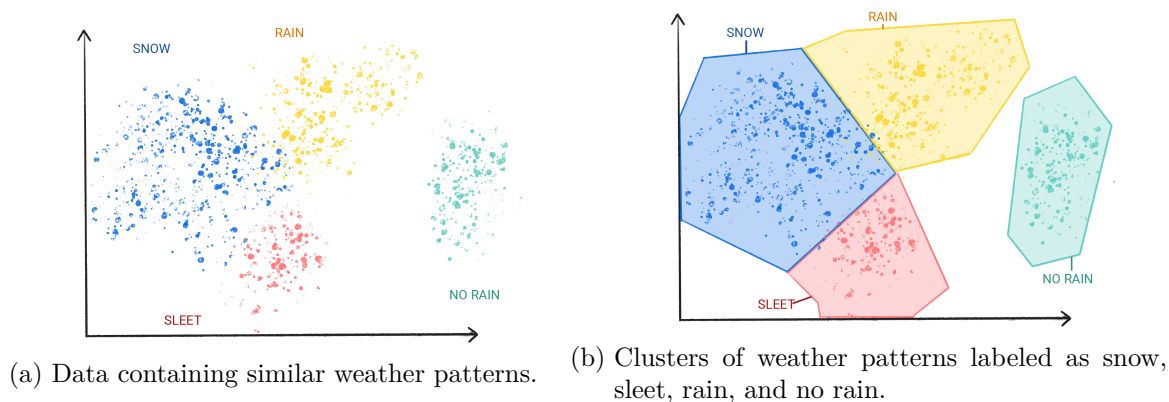 SNOW
RAIN
NO RAIN
SLEET
(a) Data containing similar weather patterns.
RAIN
SNOW
NO RAIN
SLEET
(b) Clusters of weather patterns labeled as snow,
sleet, rain, and no rain.